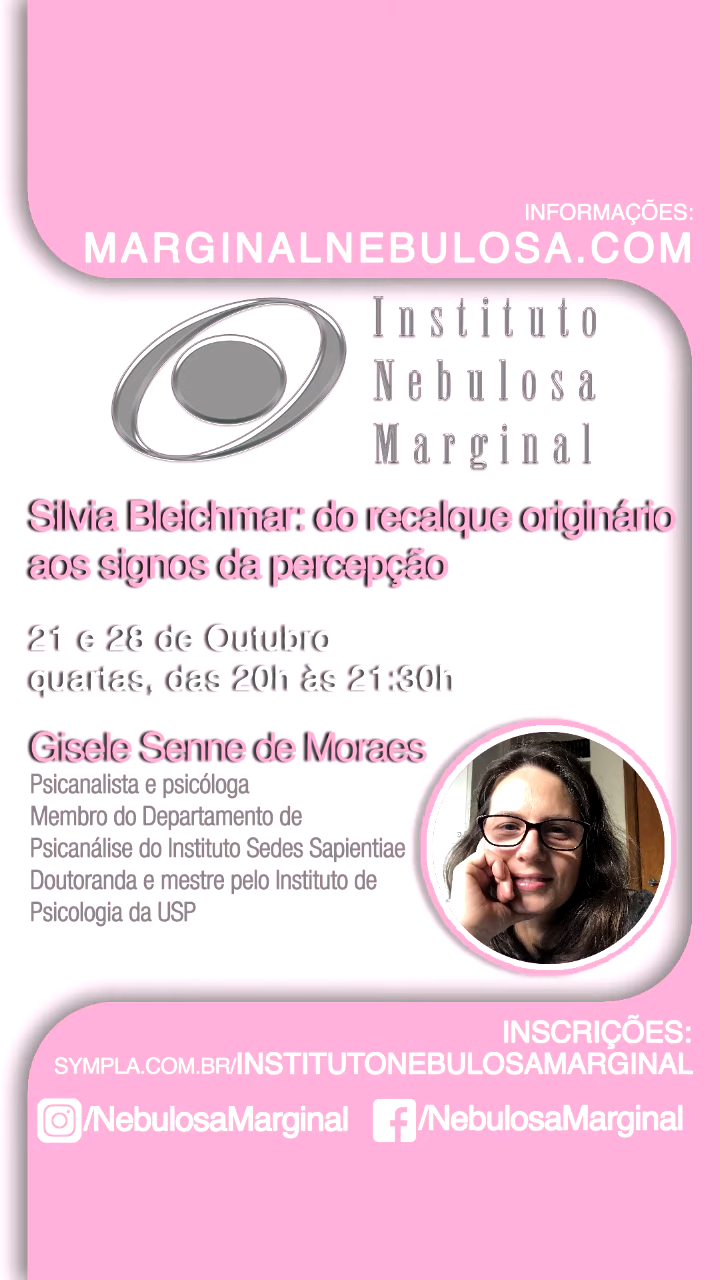 INFORMAÇÕES:
MARGINALNEBULOSA.COM
Instituto
Nebulosa
Marginal
Silvia Bleichmar: do recalque originário
aos signos da percepção
21 e 28 de Outubro
quartas, das 20h às 21:30h
Gisele Senne de Moraes
Psicanalista e psicóloga
Membro do Departamento de
Psicanálise do Instituto Sedes Sapientiae
Doutoranda e mestre pelo Instituto de
Psicologia da USP
INSCRIÇÕES:
SYMPLA.COM.BR/INSTITUTONEBULOSAMARGINAL
/NebulosaMarginal /NebulosaMarginal